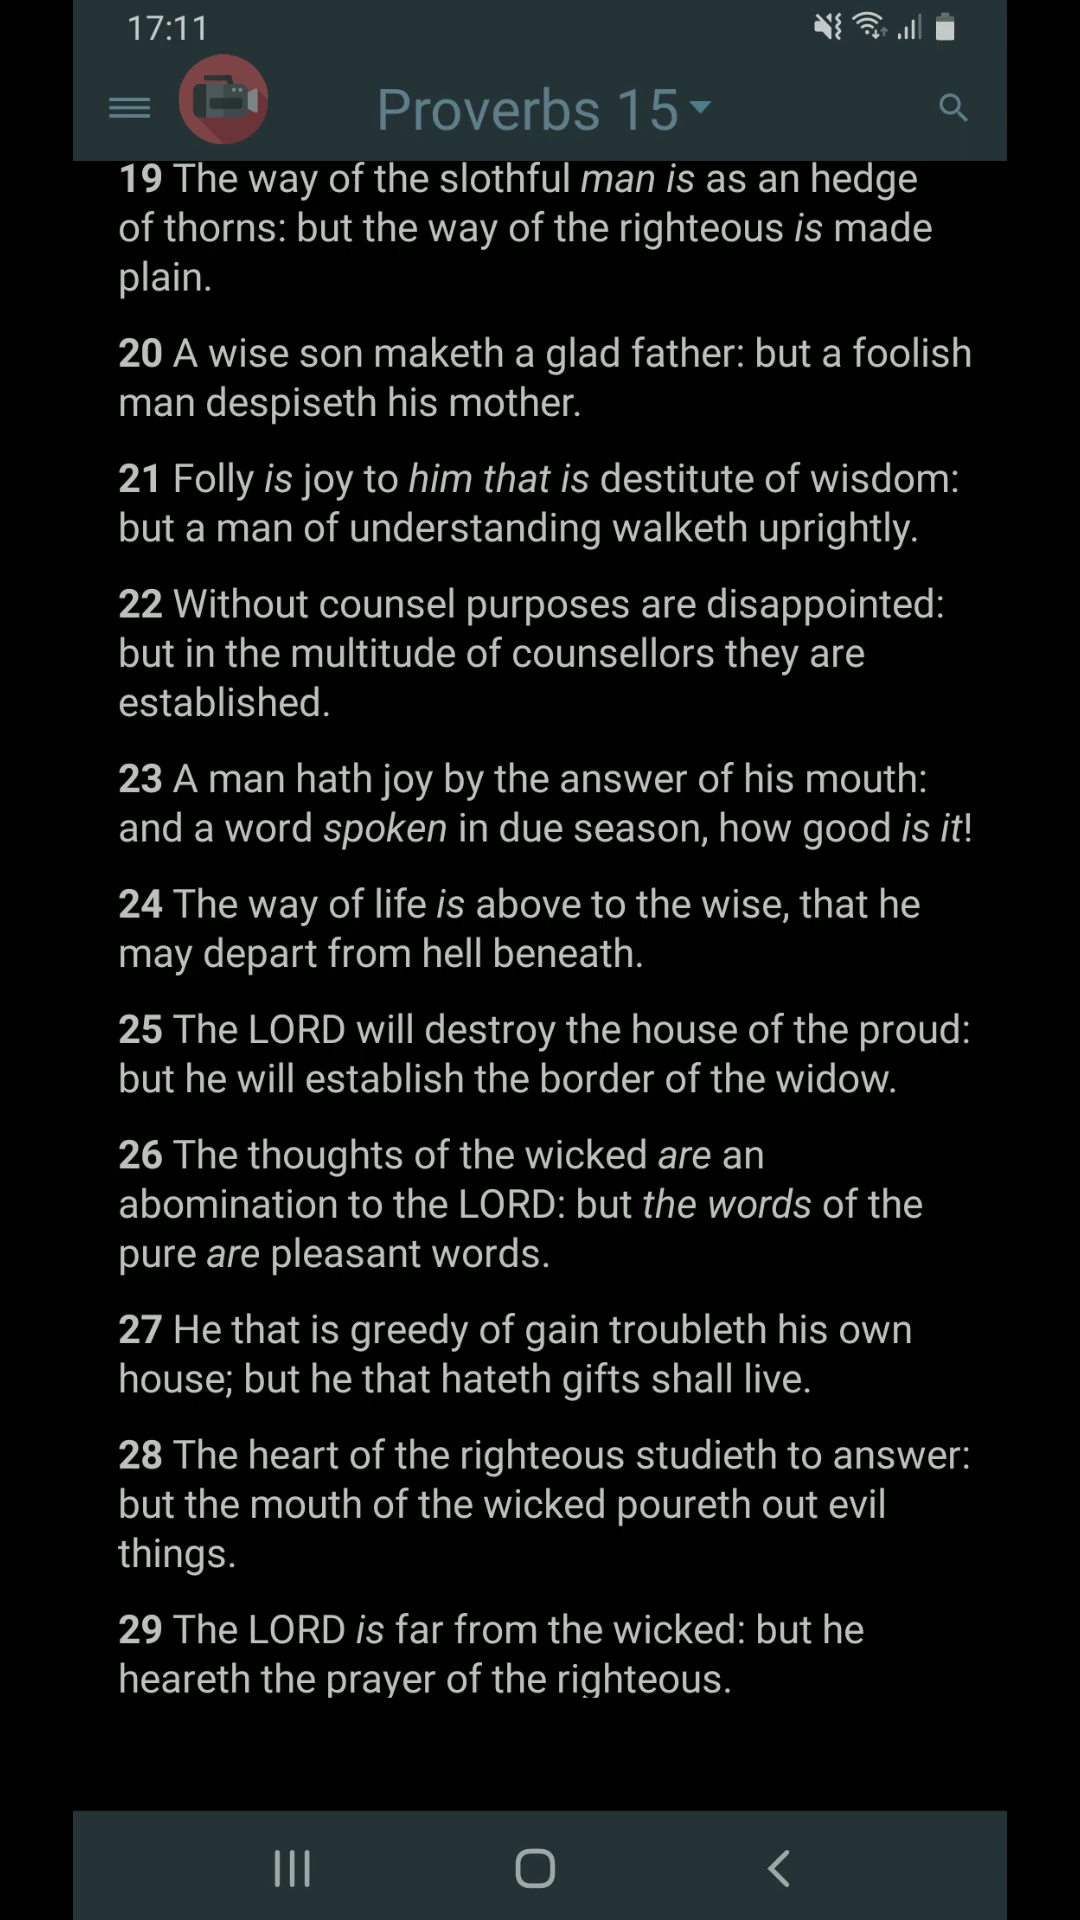 17:11
Proverbs 15
19 The way of the slothful man is as an hedge
of thorns: but the way of the righteous is made
plain.
20 A wise son maketh a glad father: but a foolish
man despiseth his mother.
21 Folly is joy to him that is destitute of wisdom:
but a man of understanding walketh uprightly.
22 Without counsel purposes are disappointed:
but in the multitude of counsellors they are
established.
23 A man hath joy by the answer of his mouth:
and a word spoken in due season, how good is it!
24 The way of life is above to the wise, that he
may depart from hell beneath.
25 The LORD will destroy the house of the proud:
but he will establish the border of the widow.
26 The thoughts of the wicked are an
abomination to the LORD: but the words of the
pure are pleasant words.
27 He that is greedy of gain troubleth his own
house; but he that hateth gifts shall live.
28 The heart of the righteous studieth to answer:
but the mouth of the wicked poureth out evil
things.
29 The LORD is far from the wicked: but he
heareth the prayer of the righteous.